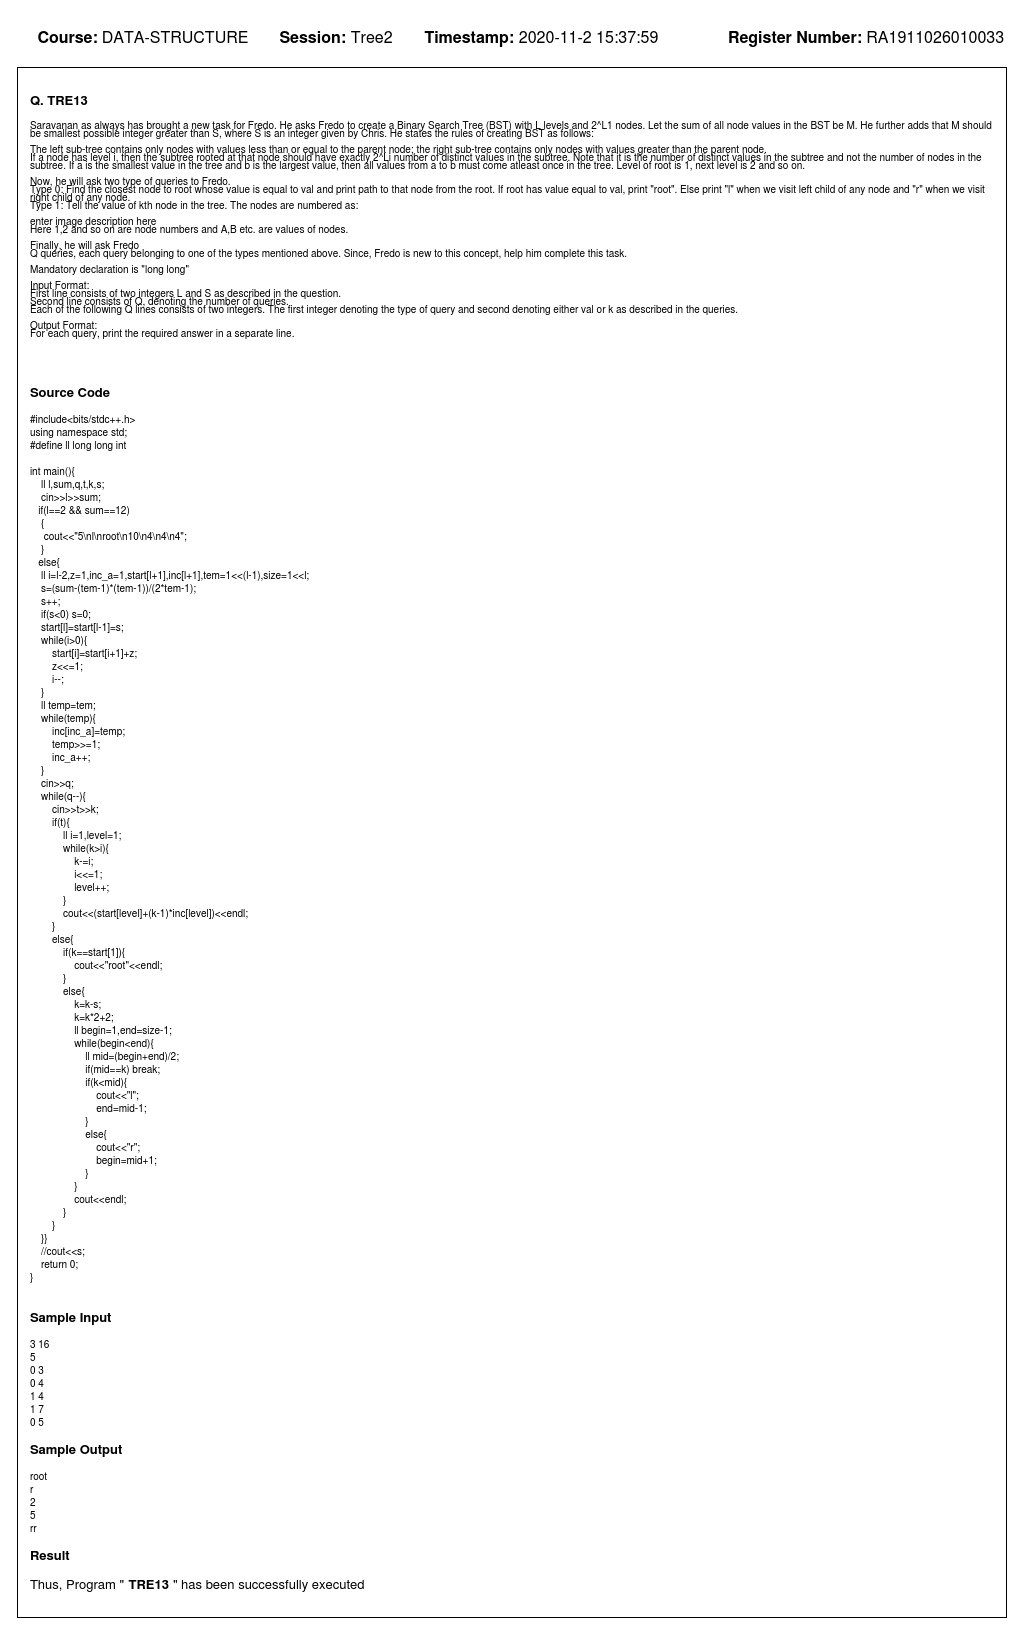 Course: DATA-STRUCTURE Session: Tree2 Timestamp: 2020-11-2 15:37:59 Register Number: RA1911026010033
Q. TRE13
Saravanan as always has brought a new task for Fredo. He asks Fredo to create a Binary Search Tree (BST) with L levels and 2^L1 nodes. Let the sum of all node values in the BST be M. He further adds that M should
be smallest possible integer greater than S, where S is an integer given by Chris. He states the rules of creating BST as follows:
The left sub-tree contains only nodes with values less than or equal to the parent node; the right sub-tree contains only nodes with values greater than the parent node.
If a node has level i, then the subtree rooted at that node should have exactly 2^Li number of distinct values in the subtree. Note that it is the number of distinct values in the subtree and not the number of nodes in the
subtree. If a is the smallest value in the tree and b is the largest value, then all values from a to b must come atleast once in the tree. Level of root is 1, next level is 2 and so on.
Now, he will ask two type of queries to Fredo.
Type 0: Find the closest node to root whose value is equal to val and print path to that node from the root. If root has value equal to val, print "root". Else print "l" when we visit left child of any node and "r" when we visit
right child of any node.
Type 1: Tell the value of kth node in the tree. The nodes are numbered as:
enter image description here
Here 1,2 and so on are node numbers and A,B etc. are values of nodes.
Finally, he will ask Fredo
Q queries, each query belonging to one of the types mentioned above. Since, Fredo is new to this concept, help him complete this task.
Mandatory declaration is "long long"
Input Format:
First line consists of two integers L and S as described in the question.
Second line consists of Q, denoting the number of queries.
Each of the following Q lines consists of two integers. The first integer denoting the type of query and second denoting either val or k as described in the queries.
Output Format:
For each query, print the required answer in a separate line.
Source Code
#include<bits/stdc++.h>
using namespace std;
#define ll long long int
int main(){
ll l,sum,q,t,k,s;
cin>>l>>sum;
if(l==2 && sum==12)
{
cout<<"5\nl\nroot\n10\n4\n4\n4";
}
else{
ll i=l-2,z=1,inc_a=1,start[l+1],inc[l+1],tem=1<<(l-1),size=1<<l;
s=(sum-(tem-1)*(tem-1))/(2*tem-1);
s++;
if(s<0) s=0;
start[l]=start[l-1]=s;
while(i>0){
start[i]=start[i+1]+z;
z<<=1;
i--;
}
ll temp=tem;
while(temp){
inc[inc_a]=temp;
temp>>=1;
inc_a++;
}
cin>>q;
while(q--){
cin>>t>>k;
if(t){
ll i=1,level=1;
while(k>i){
k-=i;
i<<=1;
level++;
}
cout<<(start[level]+(k-1)*inc[level])<<endl;
}
else{
if(k==start[1]){
cout<<"root"<<endl;
}
else{
k=k-s;
k=k*2+2;
ll begin=1,end=size-1;
while(begin<end){
ll mid=(begin+end)/2;
if(mid==k) break;
if(k<mid){
cout<<"l";
end=mid-1;
}
else{
cout<<"r";
begin=mid+1;
}
}
cout<<endl;
}
}
}}
//cout<<s;
return 0;
}
Sample Input
3 16
5
0 3
0 4
1 4
1 7
0 5
Sample Output
root
r
2
5
rr
Result
Thus, Program " TRE13 " has been successfully executed